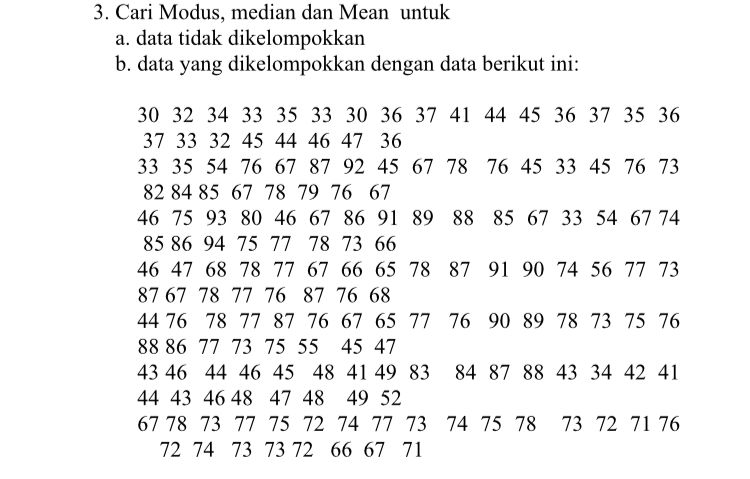 3. Cari Modus, median dan Mean untuk
a. data tidak dikelompokkan
b. data yang dikelompokkan dengan data berikut ini:
30 32 34 33 35 33 30 36 37 41 44 45 36 37 35 36
37 33 32 45 44 46 47 36
33 35 54 76 67 87 92 45 67 78 76 45 33 45 76 73
82 84 85 67 78 79 76 67
46 75 93 80 46 67 86 91 89 88 85 67 33 54 67 74
85 86 94 75 77 78 73 66
46 47 68 78 77 67 66 65 78 87 91 90 74 56 77 73
87 67 78 77 76 87 76 68
44 76 78 77 87 76 67 65 77 76 90 89 78 73 75 76
88 86 77 73 75 55 45 47
43 46 44 46 45 48 41 49 83 84 87 88 43 34 42 41
44 43 46 48 47 48 49 52
67 78 73 77 75 72 74 77 73 74 75 78 73 72 71 76
72 74 73 73 72 66 67 71